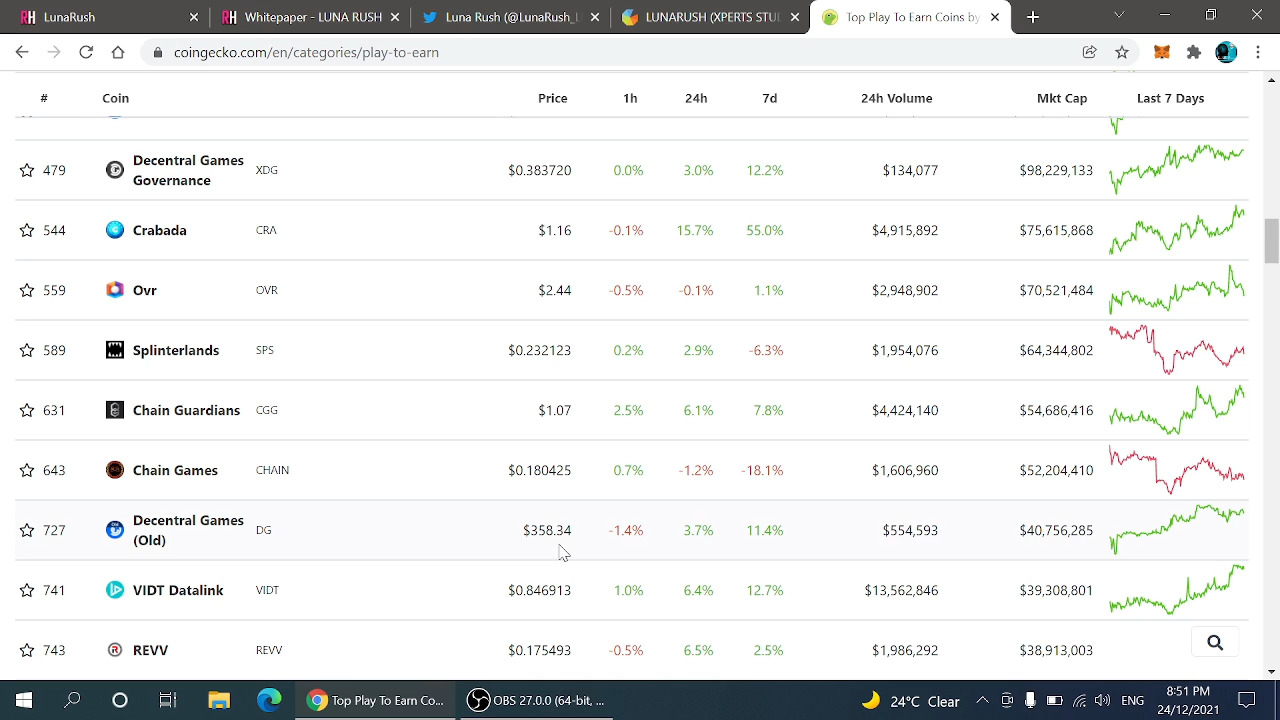 LunaRush
Whitepaper - LUNA RUSH
Luna Rush (@LunaRush_
LUNARUSH (XPERTS STU
Top Play To Earn Coins by
coingecko.com/en/categories/play-to-earn
# Coin Price 1h 24h 7d 24h Volume Mkt Cap Last 7 Days
479 Decentral Games Governance XDG $0.383720 0.0% 3.0% 12.2% $134,077 $98,229,133
544 Crabada CRA $1.16 -0.1% 15.7% 55.0% $4,915,892 $75,615,868
559 Ovr OVR $2.44 -0.5% -0.1% 1.1% $2,948,902 $70,521,484
589 Splinterlands SPS $0.232123 0.2% 2.9% -6.3% $1,954,076 $64,344,802
631 Chain Guardians CGG $1.07 2.5% 6.1% 7.8% $4,424,140 $54,686,416
643 Chain Games CHAIN $0.180425 0.7% -1.2% -18.1% $1,606,960 $52,204,410
727 Decentral Games (Old) DG $358.34 -1.4% 3.7% 11.4% $554,593 $40,756,285
741 VIDT Datalink VIDT $0.846913 1.0% 6.4% 12.7% $13,562,846 $39,308,801
743 REVV REVV $0.175493 -0.5% 6.5% 2.5% $1,986,292 $38,913,003
Top Play To Earn Co...
OBS 27.0.0 (64-bit, ...
24°C Clear
ENG
8:51 PM
24/12/2021